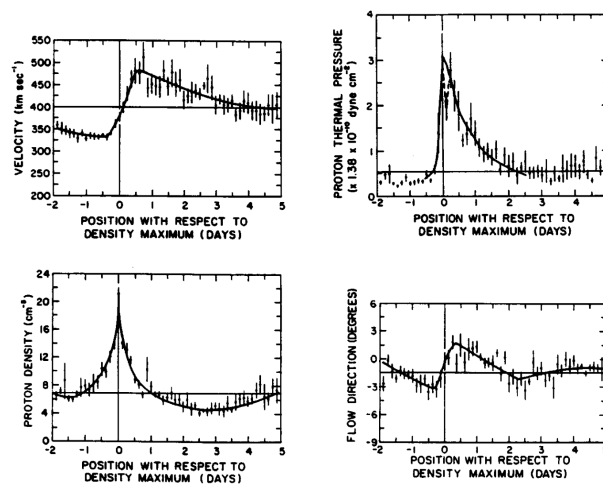 VELOCITY (km sec⁻¹)
550
500
450
400
350
300
250
200
-2 -1 0 1 2 3 4 5
POSITION WITH RESPECT TO
DENSITY MAXIMUM (DAYS)
PROTON THERMAL PRESSURE
(x 1.38 x 10⁻¹⁰ dyne cm⁻²)
4
3
2
1
0
-2 -1 0 1 2 3 4 5
POSITION WITH RESPECT TO
DENSITY MAXIMUM (DAYS)
PROTON DENSITY (cm⁻³)
24
20
16
12
8
4
0
-2 -1 0 1 2 3 4 5
POSITION WITH RESPECT TO
DENSITY MAXIMUM (DAYS)
FLOW DIRECTION (DEGREES)
6
3
0
-3
-6
-9
-2 -1 0 1 2 3 4 5
POSITION WITH RESPECT TO
DENSITY MAXIMUM (DAYS)